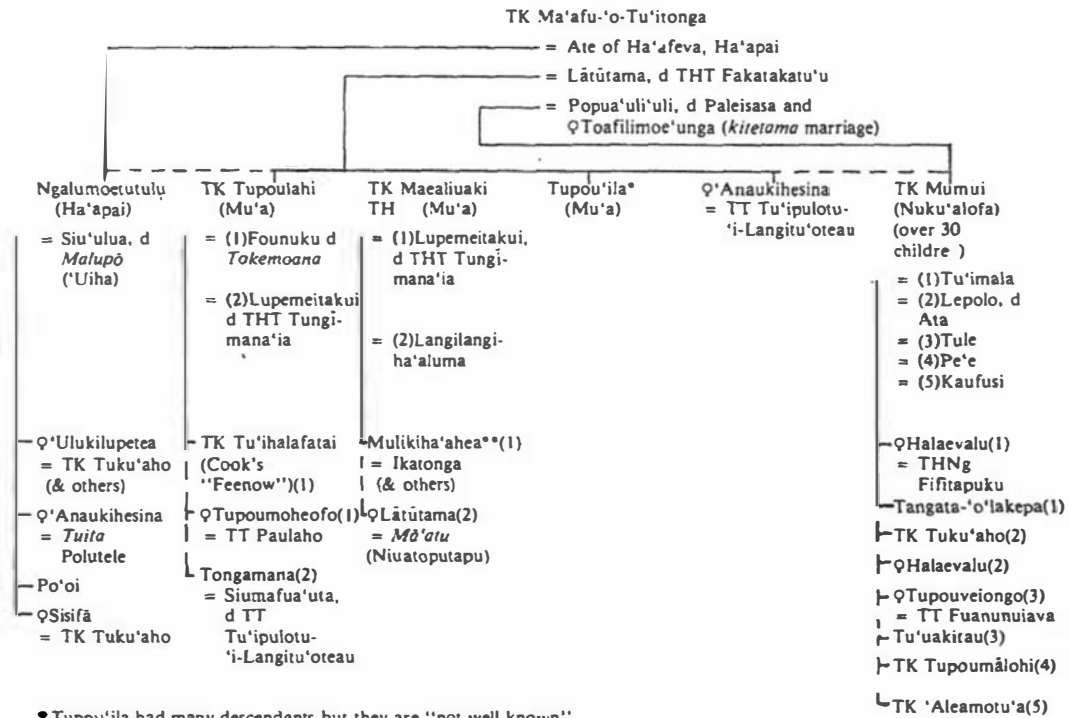 TK Ma‘afu-‘o-Tu‘itonga
= Ate of Ha‘afeva, Ha‘apai
= Lātūtama, d THT Fakatakatu‘u
= Popua‘uli‘uli, d Paleisasa and
♀Toafilimoe‘unga (kitetama marriage)
Ngalumoetutulu
(Ha‘apai)
= Siu‘ulua, d
Malupō
(‘Uiha)
♀‘Ulukilupetea
= TK Tuku‘aho
(& others)
♀‘Anaukihesina
= Tuita
Polutele
Po‘oi
♀Sisifā
= TK Tuku‘aho
TK Tupoulahi
(Mu‘a)
= (1)Founuku d
Tokemoana
= (2)Lupemeitakui
d THT Tungi-
mana‘ia
TK Tu‘ihalafatai
(Cook's
"Feenow")(1)
♀Tupoumoheofo(1)
= TT Paulaho
Tongamana(2)
= Siumafua‘uta,
d TT
Tu‘ipulotu-
‘i-Langitu‘oteau
TK Maealiuaki
TH (Mu‘a)
= (1)Lupemeitakui,
d THT Tungi-
mana‘ia
= (2)Langilangi-
ha‘aluma
Mulikiha‘ahea**(1)
= Ikatonga
(& others)
♀Lātūtama(2)
= Mā‘atu
(Niuatoputapu)
Tupou‘ila*
(Mu‘a)
♀‘Anaukihesina
= TT Tu‘ipulotu-
‘i-Langitu‘oteau
TK Mumui
(Nuku‘alofa)
(over 30
childre )
= (1)Tu‘imala
= (2)Lepolo, d
Ata
= (3)Tule
= (4)Pe‘e
= (5)Kaufusi
♀Halaevalu(1)
= THNg
Fifitapuku
Tangata-‘o‘lakepa(1)
TK Tuku‘aho(2)
♀Halaevalu(2)
♀Tupouveiongo(3)
= TT Fuanunuiava
Tu‘uakitau(3)
TK Tupoumālohi(4)
TK ‘Aleamotu‘a(5)
* Tupou‘ila had many descendants but they are "not well known"